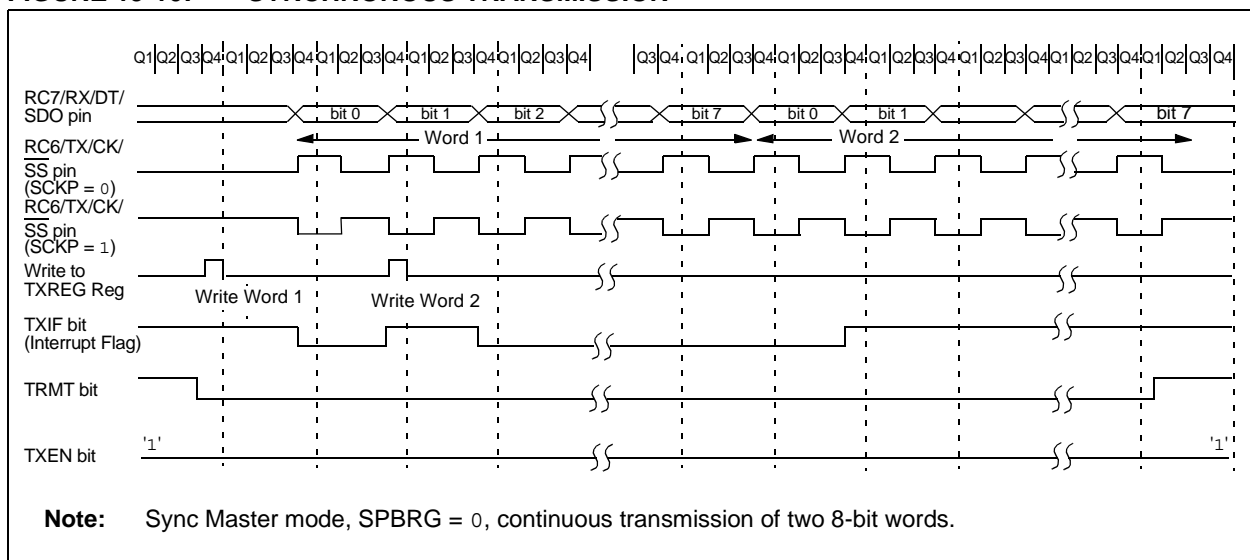 Q1 Q2 Q3 Q4 Q1 Q2 Q3 Q4 Q1 Q2 Q3 Q4 Q1 Q2 Q3 Q4 Q1 Q2 Q3 Q4 Q3 Q4 Q1 Q2 Q3 Q4 Q1 Q2 Q3 Q4 Q1 Q2 Q3 Q4 Q1 Q2 Q3 Q4 Q1 Q2 Q3 Q4 Q1 Q2 Q3 Q4
RC7/RX/DT/
SDO pin
bit 0 bit 1 bit 2 bit 7 bit 0 bit 1 bit 7
Word 1 Word 2
RC6/TX/CK/
SS pin
(SCKP = 0)
RC6/TX/CK/
SS pin
(SCKP = 1)
Write to
TXREG Reg
Write Word 1 Write Word 2
TXIF bit
(Interrupt Flag)
TRMT bit
'1' '1'
TXEN bit
Note: Sync Master mode, SPBRG = 0, continuous transmission of two 8-bit words.